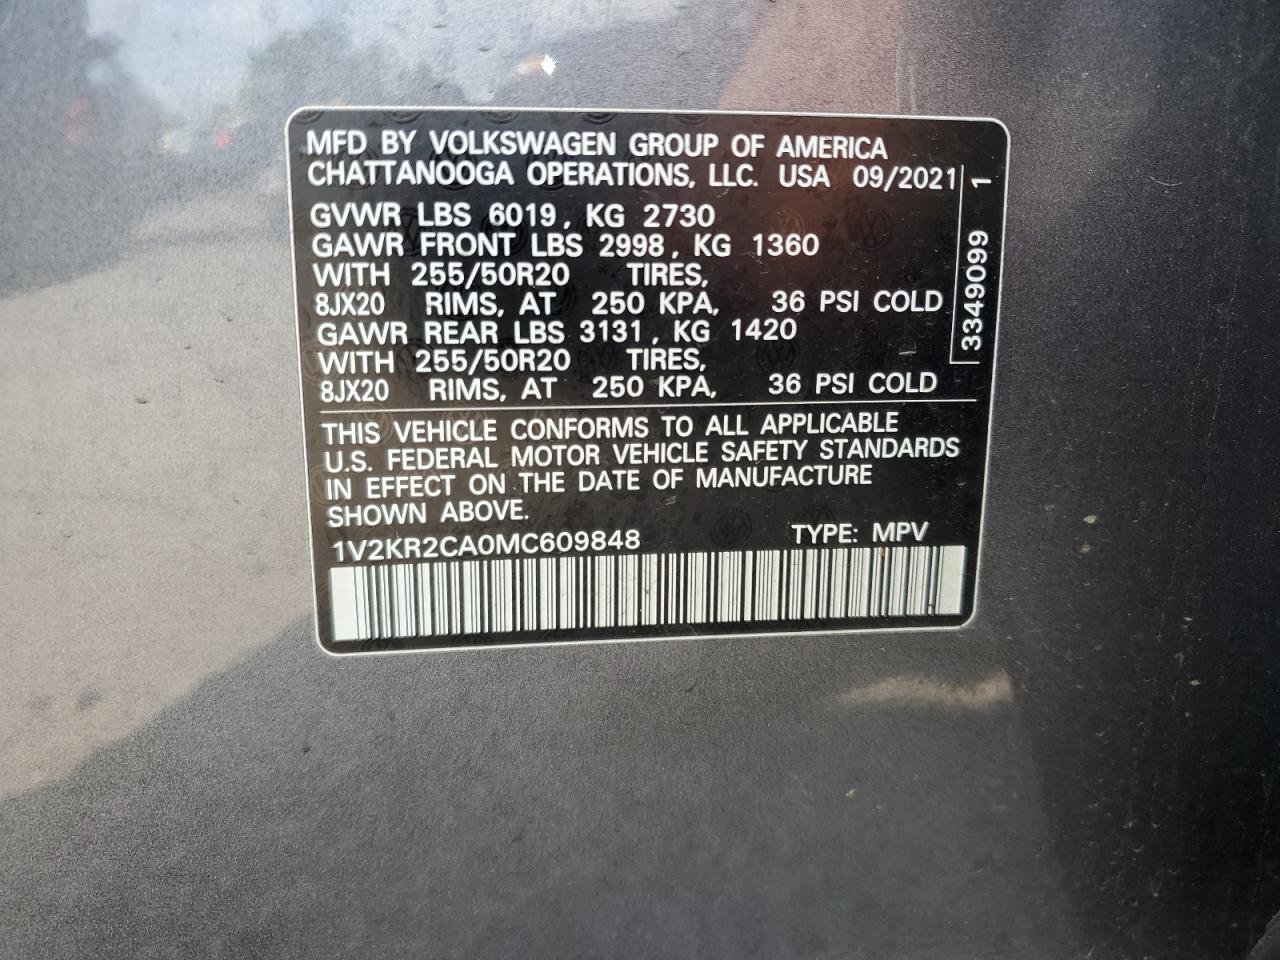 MFD BY VOLKSWAGEN GROUP OF AMERICA
CHATTANOOGA OPERATIONS, LLC. USA 09/2021
GVWR LBS 6019, KG 2730
GAWR FRONT LBS 2998, KG 1360
WITH 255/50R20 TIRES,
8JX20 RIMS, AT 250 KPA, 36 PSI COLD
GAWR REAR LBS 3131, KG 1420
WITH 255/50R20 TIRES,
8JX20 RIMS, AT 250 KPA, 36 PSI COLD
3349099 1
THIS VEHICLE CONFORMS TO ALL APPLICABLE
U.S. FEDERAL MOTOR VEHICLE SAFETY STANDARDS
IN EFFECT ON THE DATE OF MANUFACTURE
SHOWN ABOVE.
1V2KR2CA0MC609848 TYPE: MPV